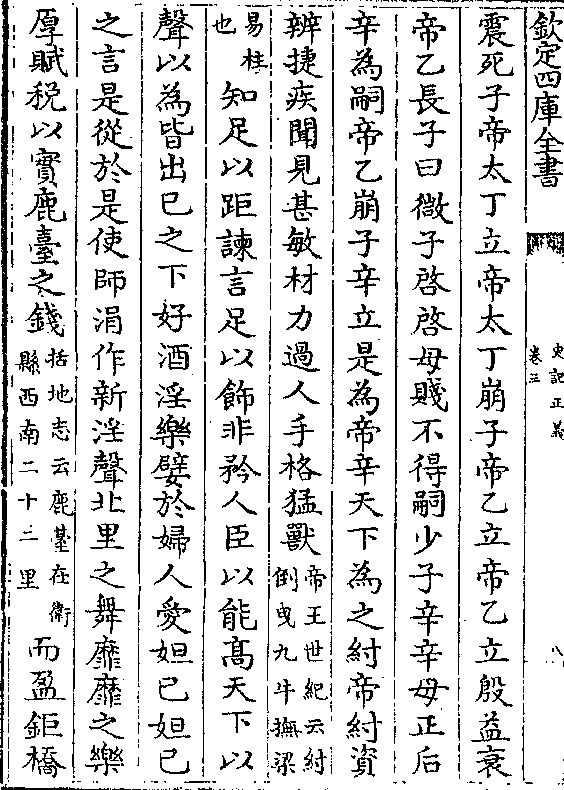 欽定四庫全書
史記正義
卷三
八
震死子帝太丁立帝太丁崩子帝乙立帝乙立殷益衰
帝乙長子曰微子啓啓母賤不得嗣少子辛辛母正后
辛為嗣帝乙崩子辛立是為帝辛天下為之紂帝紂資
辨捷疾聞見甚敏材力過人手格猛獸帝王世紀云紂倒曳九牛撫梁
易柱也知足以距諫言足以飾非矜人臣以能髙天下以
聲以為皆出己之下好酒淫樂嬖於婦人愛妲己妲己
之言是從於是使師涓作新淫聲北里之舞靡靡之樂
厚賦稅以實鹿臺之錢括地志云鹿臺在衛縣西南二十三里而盈鉅橋